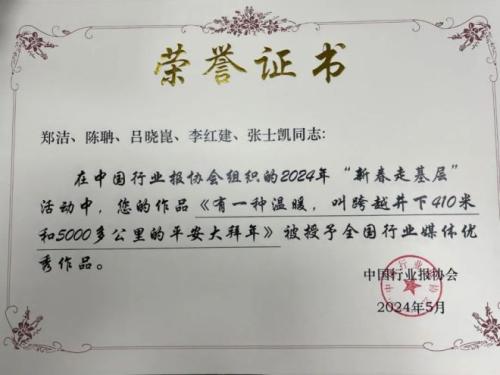 荣誉证书
郑洁、陈聃、吕晓崑、李红建、张士凯同志:
在中国行业报协会组织的2024年“新春走基层”
活动中，您的作品《有一种温暖，叫跨越井下410米
和5000多公里的平安大拜年》被授予全国行业媒体优
秀作品。
中国行业报协会
2024年5月